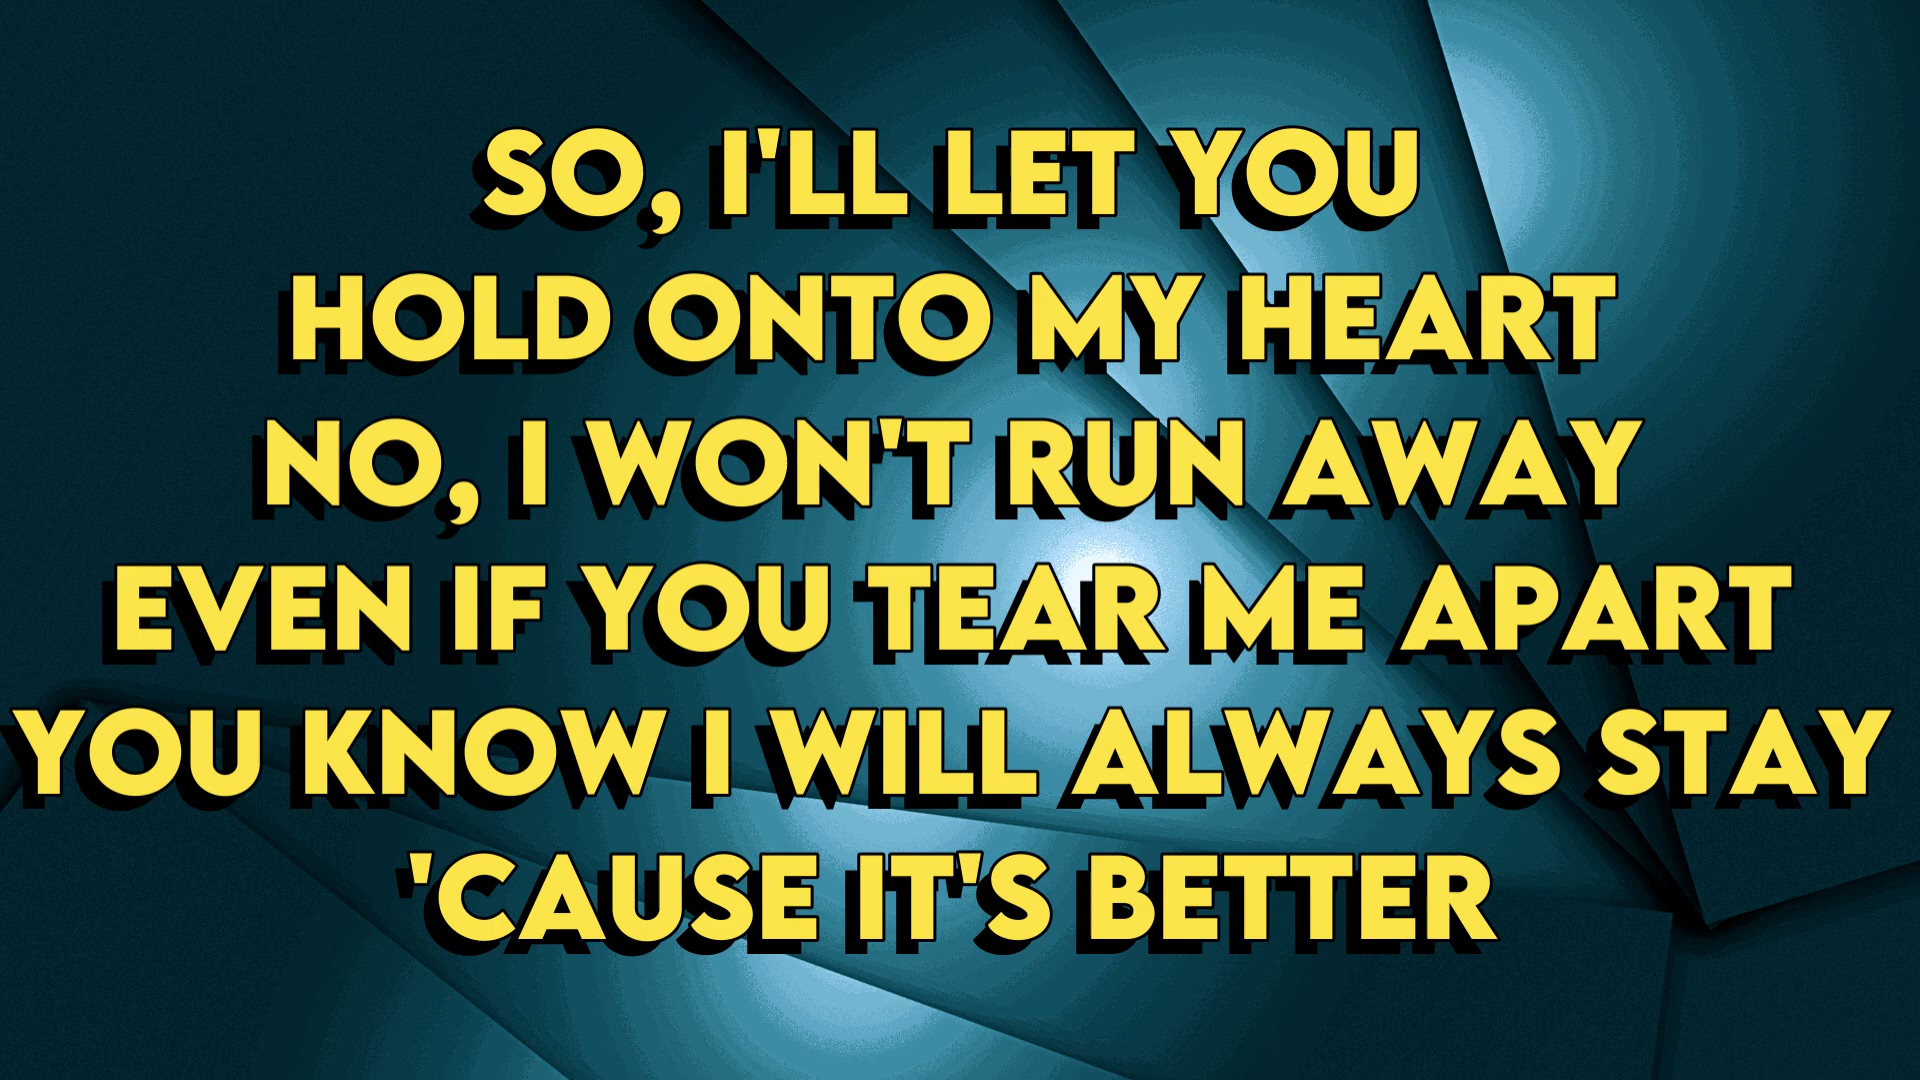 SO, I'LL LET YOU
HOLD ONTO MY HEART
NO, I WON'T RUN AWAY
EVEN IF YOU TEAR ME APART
YOU KNOW I WILL ALWAYS STAY
'CAUSE IT'S BETTER